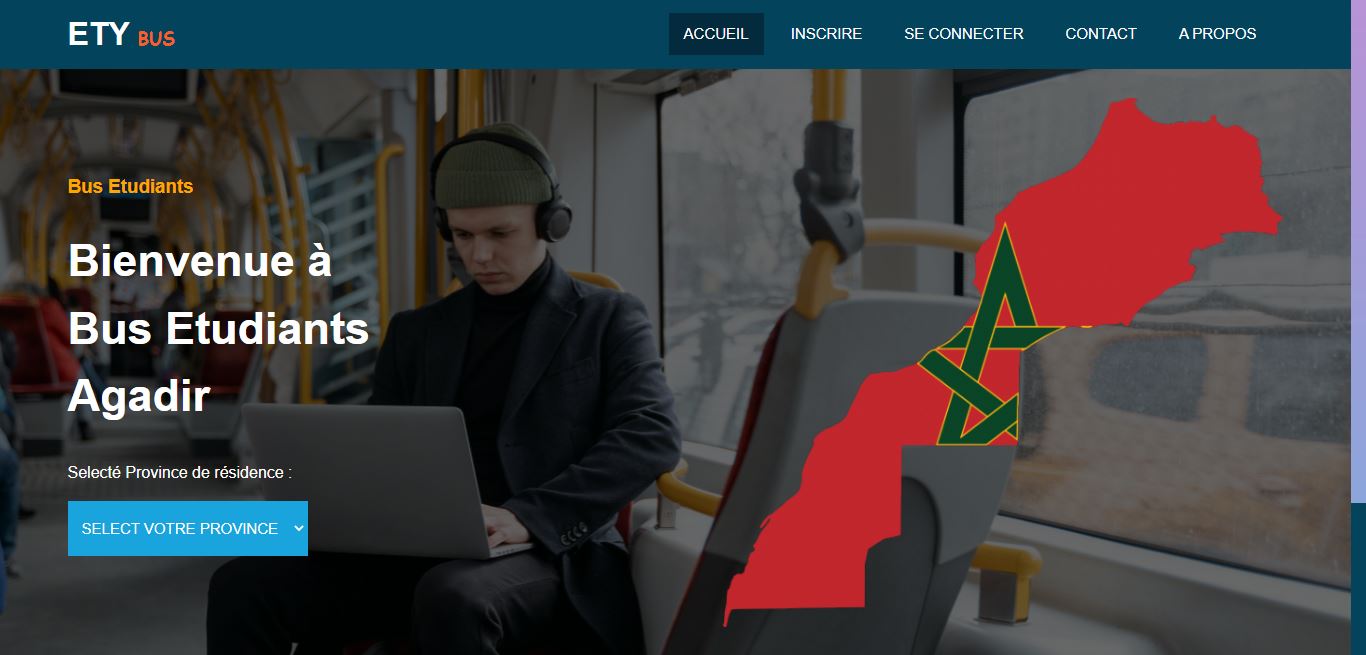 ETY BUS
ACCUEIL INSCRIRE SE CONNECTER CONTACT A PROPOS
Bus Etudiants
Bienvenue à
Bus Etudiants
Agadir
Selecté Province de résidence :
SELECT VOTRE PROVINCE